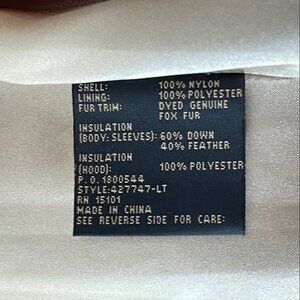 SHELL: 100% NYLON
LINING: 100% POLYESTER
FUR TRIM: DYED GENUINE
FOX FUR
INSULATION
(BODY: SLEEVES): 60% DOWN
40% FEATHER
INSULATION
(HOOD): 100% POLYESTER
P.O.1800544
STYLE:427747-LT
RN 15101
MADE IN CHINA
SEE REVERSE SIDE FOR CARE: